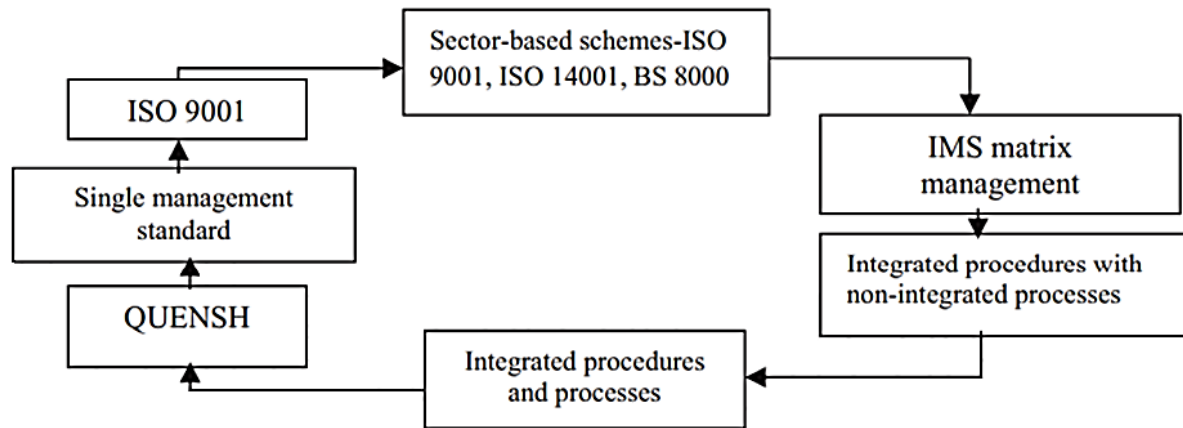 Sector-based schemes-ISO
9001, ISO 14001, BS 8000
ISO 9001
IMS matrix
management
Single management
standard
Integrated procedures with
non-integrated processes
QUENSH
Integrated procedures
and processes